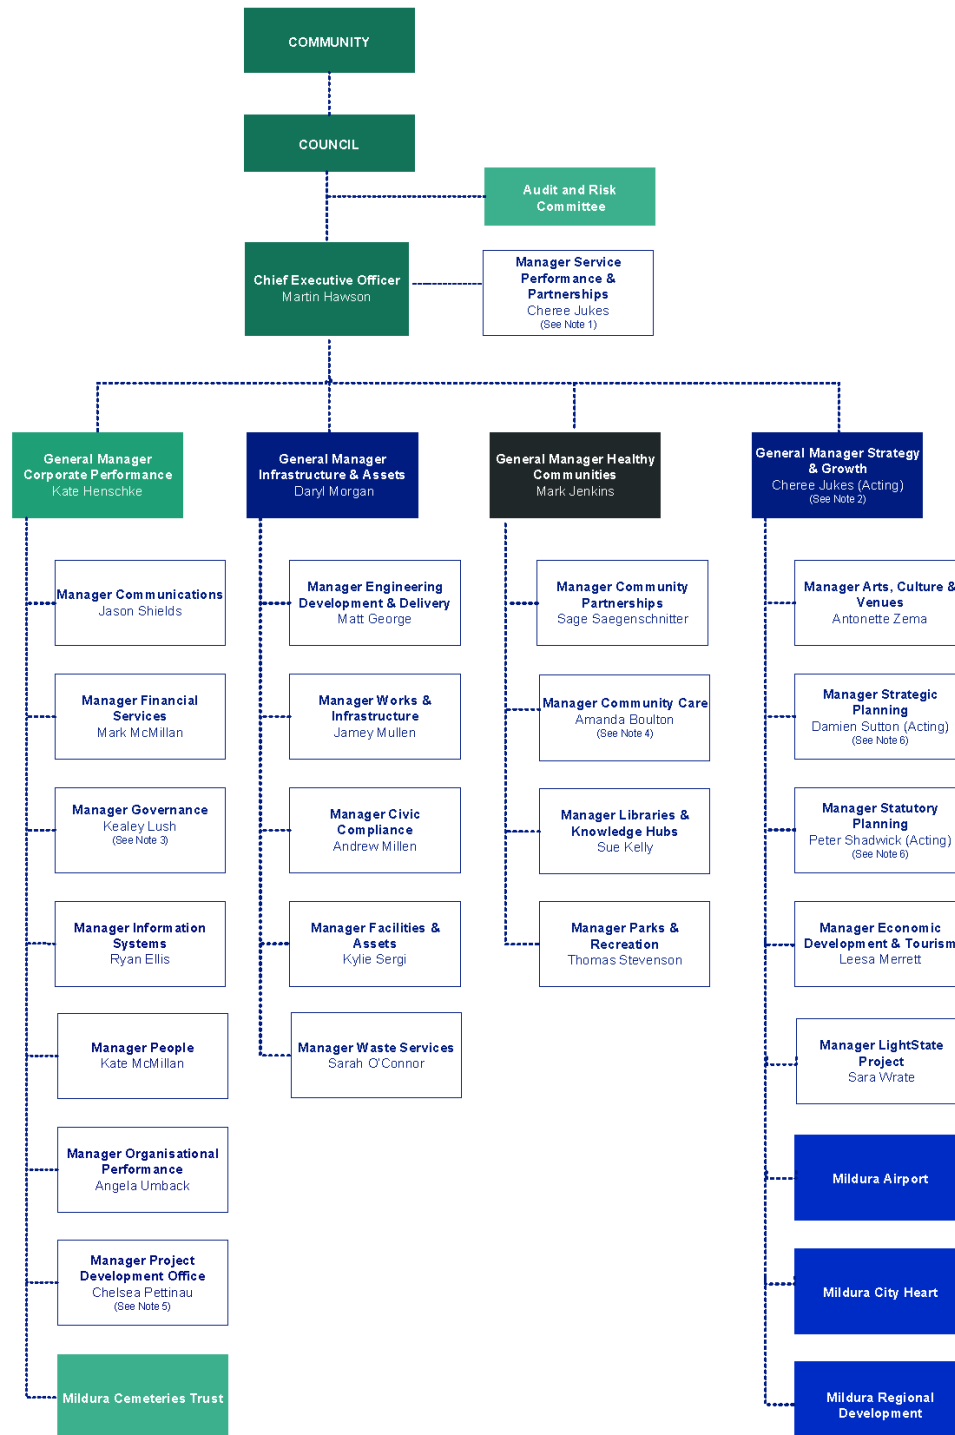 COMMUNITY
COUNCIL
Audit and Risk
Committee
Chief Executive Officer
Martin Hawson
Manager Service
Performance &
Partnerships
Cheree Jukes
(See Note 1)
General Manager
Corporate Performance
Kate Henschke
General Manager
Infrastructure & Assets
Daryl Morgan
General Manager Healthy
Communities
Mark Jenkins
General Manager Strategy
& Growth
Cheree Jukes (Acting)
(See Note 2)
Manager Communications
Jason Shields
Manager Financial
Services
Mark McMillan
Manager Governance
Kealey Lush
(See Note 3)
Manager Information
Systems
Ryan Ellis
Manager People
Kate McMillan
Manager Organisational
Performance
Angela Umback
Manager Project
Development Office
Chelsea Pettinau
(See Note 5)
Mildura Cemeteries Trust
Manager Engineering
Development & Delivery
Matt George
Manager Works &
Infrastructure
Jamey Mullen
Manager Civic
Compliance
Andrew Millen
Manager Facilities &
Assets
Kylie Sergi
Manager Waste Services
Sarah O'Connor
Manager Community
Partnerships
Sage Saegenschnitter
Manager Community Care
Amanda Boulton
(See Note 4)
Manager Libraries &
Knowledge Hubs
Sue Kelly
Manager Parks &
Recreation
Thomas Stevenson
Manager Arts, Culture &
Venues
Antonette Zema
Manager Strategic
Planning
Damien Sutton (Acting)
(See Note 6)
Manager Statutory
Planning
Peter Shadwick (Acting)
(See Note 6)
Manager Economic
Development & Tourism
Leesa Merrett
Manager LightState
Project
Sara Wrate
Mildura Airport
Mildura City Heart
Mildura Regional
Development